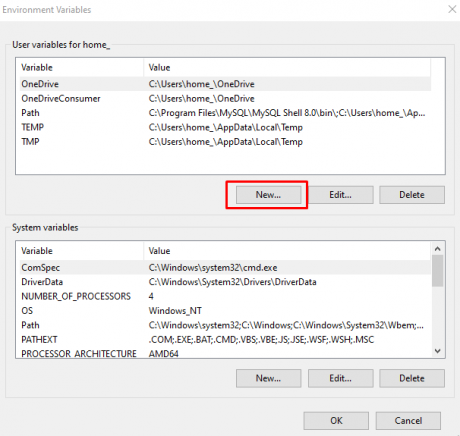 Environment Variables
User variables for home_
Variable Value
OneDrive C:\Users\home_\OneDrive
OneDriveConsumer C:\Users\home_\OneDrive
Path C:\Program Files\MySQL\MySQL Shell 8.0\bin\;C:\Users\home_\Ap...
TEMP C:\Users\home_\AppData\Local\Temp
TMP C:\Users\home_\AppData\Local\Temp
New... Edit... Delete
System variables
Variable Value
ComSpec C:\Windows\system32\cmd.exe
DriverData C:\Windows\System32\Drivers\DriverData
NUMBER_OF_PROCESSORS 4
OS Windows_NT
Path C:\Windows\system32;C:\Windows;C:\Windows\System32\Wbem;...
PATHEXT .COM;.EXE;.BAT;.CMD;.VBS;.VBE;.JS;.JSE;.WSF;.WSH;.MSC
PROCESSOR_ARCHITECTURE AMD64
New... Edit... Delete
OK Cancel